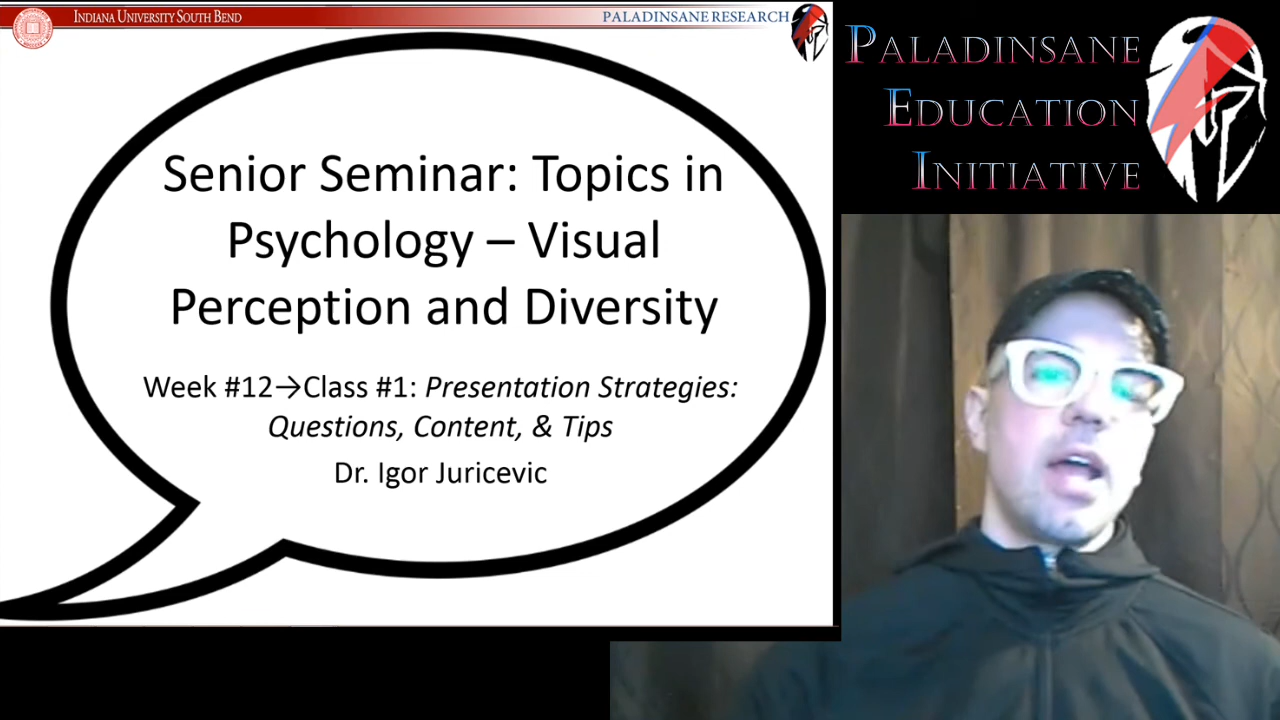 INDIANA UNIVERSITY SOUTH BEND
PALADINSANE RESEARCH
Senior Seminar: Topics in
Psychology – Visual
Perception and Diversity
Week #12→Class #1: Presentation Strategies:
Questions, Content, & Tips
Dr. Igor Juricevic
PALADINSANE
EDUCATION
INITIATIVE